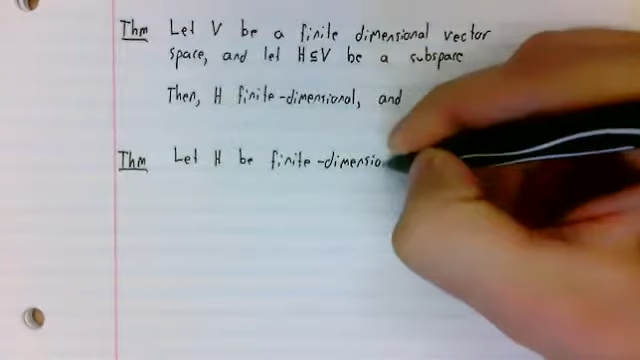 Thm Let V be a finite dimensional vector
space, and let H ⊆ V be a subspace
Then, H finite-dimensional, and
Thm Let H be finite-dimensio